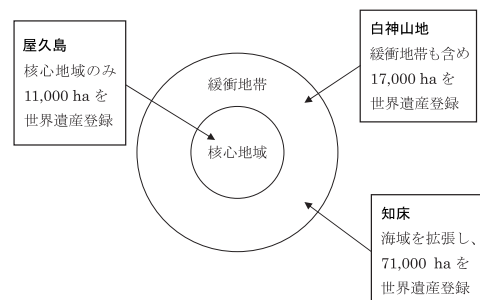 屋久島
核心地域のみ
11,000 ha を
世界遺産登録
白神山地
緩衝地帯も含め
17,000 ha を
世界遺産登録
緩衝地帯
核心地域
知床
海域を拡張し、
71,000 ha を
世界遺産登録